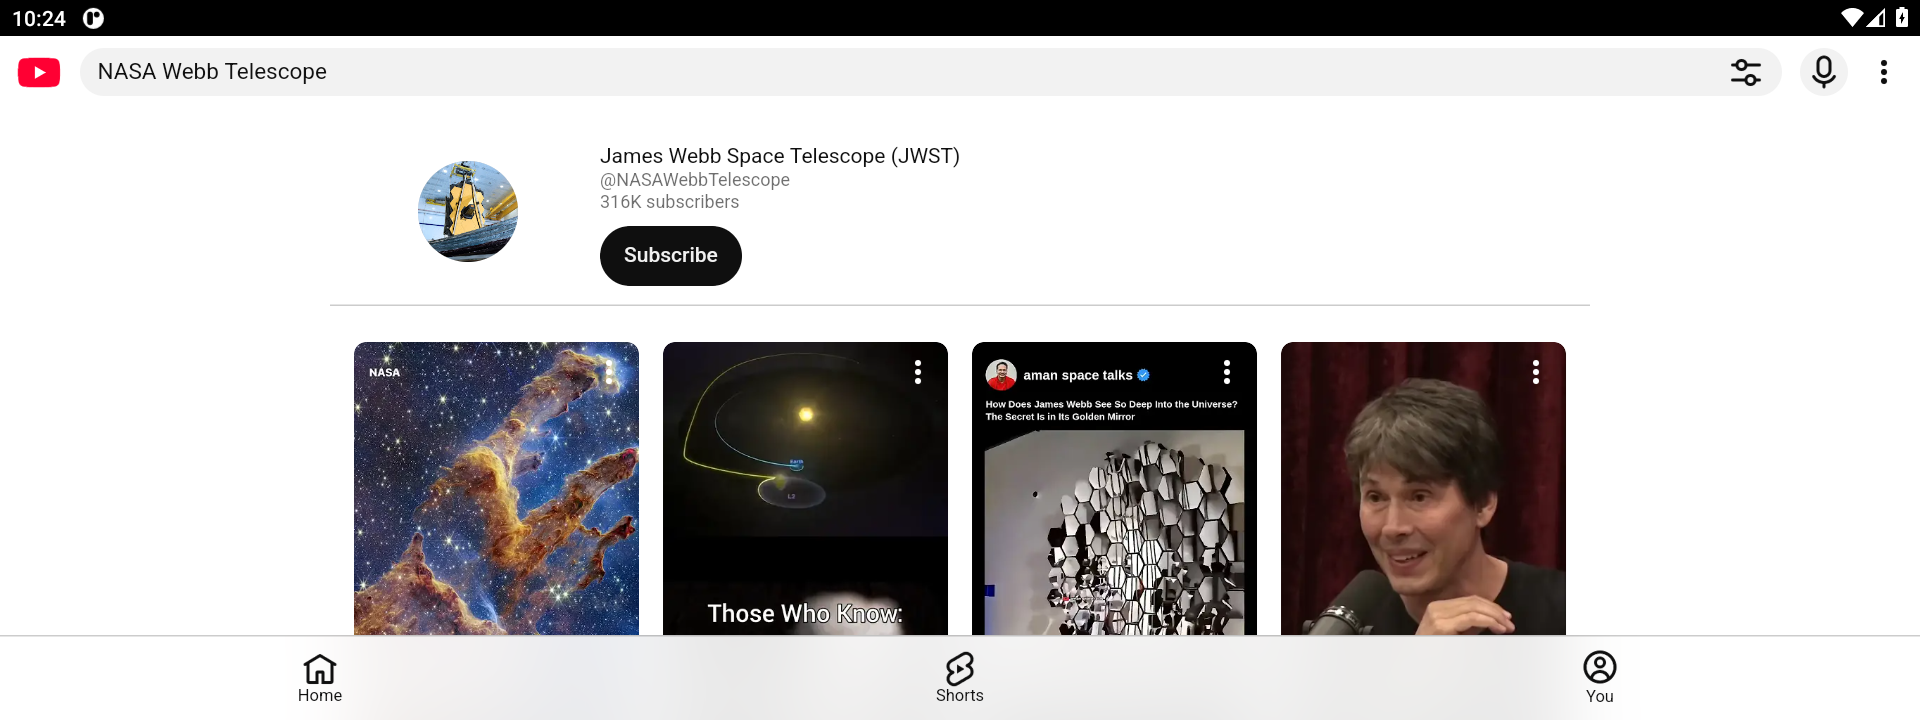 10:24
NASA Webb Telescope
James Webb Space Telescope (JWST)
@NASAWebbTelescope
316K subscribers
Subscribe
NASA
Earth
L2
Those Who Know:
aman space talks
How Does James Webb See So Deep Into the Universe?
The Secret Is in Its Golden Mirror
Home
Shorts
You